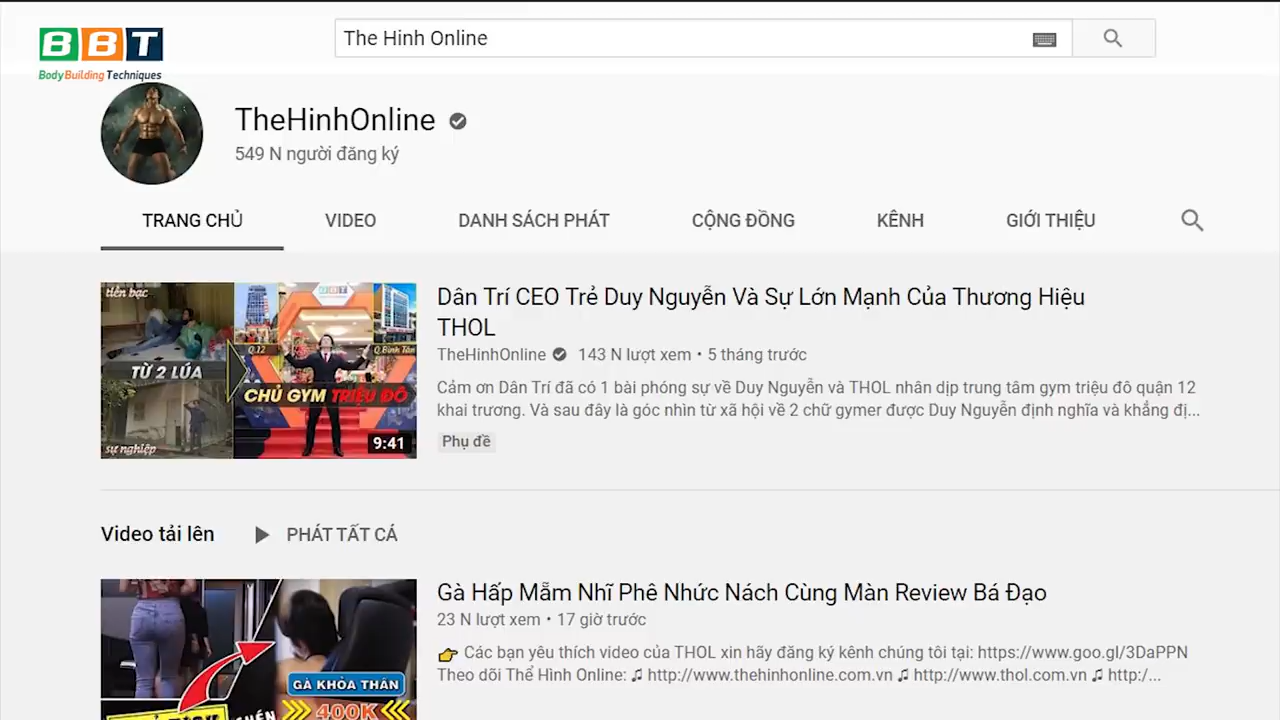 BBT
BodyBuilding Techniques
The Hinh Online
TheHinhOnline
549 N người đăng ký
TRANG CHỦ
VIDEO
DANH SÁCH PHÁT
CỘNG ĐỒNG
KÊNH
GIỚI THIỆU
tiền bạc
TỪ 2 LÚA
sự nghiệp
BBT
Q.12
Q.Bình Tân
CHỦ GYM TRIỆU ĐÔ
9:41
Dân Trí CEO Trẻ Duy Nguyễn Và Sự Lớn Mạnh Của Thương Hiệu
THOL
TheHinhOnline 143 N lượt xem • 5 tháng trước
Cảm ơn Dân Trí đã có 1 bài phóng sự về Duy Nguyễn và THOL nhân dịp trung tâm gym triệu đô quận 12
khai trương. Và sau đây là góc nhìn từ xã hội về 2 chữ gymer được Duy Nguyễn định nghĩa và khẳng đị...
Phụ đề
Video tải lên
PHÁT TẤT CẢ
GÀ KHỎA THÂN
400K
Gà Hấp Mẵm Nhĩ Phê Nhức Nách Cùng Màn Review Bá Đạo
23 N lượt xem • 17 giờ trước
👉 Các bạn yêu thích video của THOL xin hãy đăng ký kênh chúng tôi tại: https://www.goo.gl/3DaPPN
Theo dõi Thể Hình Online: ♫ http://www.thehinhonline.com.vn ♫ http://www.thol.com.vn ♫ http:/...